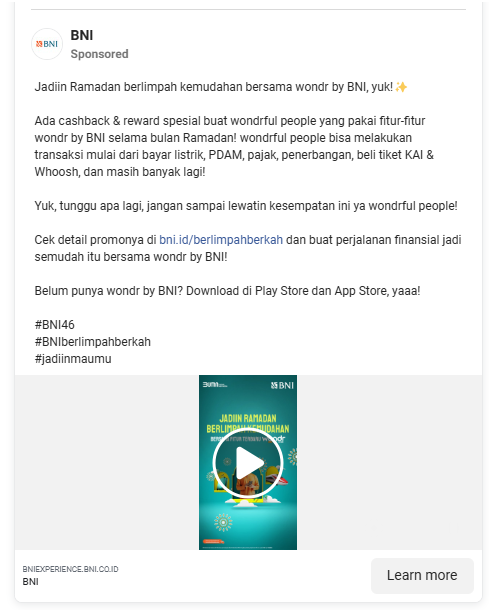 BNI
BNI
Sponsored
Jadiin Ramadan berlimpah kemudahan bersama wondr by BNI, yuk!✨
Ada cashback & reward spesial buat wondrful people yang pakai fitur-fitur
wondr by BNI selama bulan Ramadan! wondrful people bisa melakukan
transaksi mulai dari bayar listrik, PDAM, pajak, penerbangan, beli tiket KAI &
Whoosh, dan masih banyak lagi!
Yuk, tunggu apa lagi, jangan sampai lewatin kesempatan ini ya wondrful people!
Cek detail promonya di bni.id/berlimpahberkah dan buat perjalanan finansial jadi
semudah itu bersama wondr by BNI!
Belum punya wondr by BNI? Download di Play Store dan App Store, yaaa!
#BNI46
#BNIberlimpahberkah
#jadiinmaumu
BUMN
BNI
JADIIN RAMADAN
BERLIMPAH KEMUDAHAN
wondr
BNIEXPERIENCE.BNI.CO.ID
BNI
Learn more